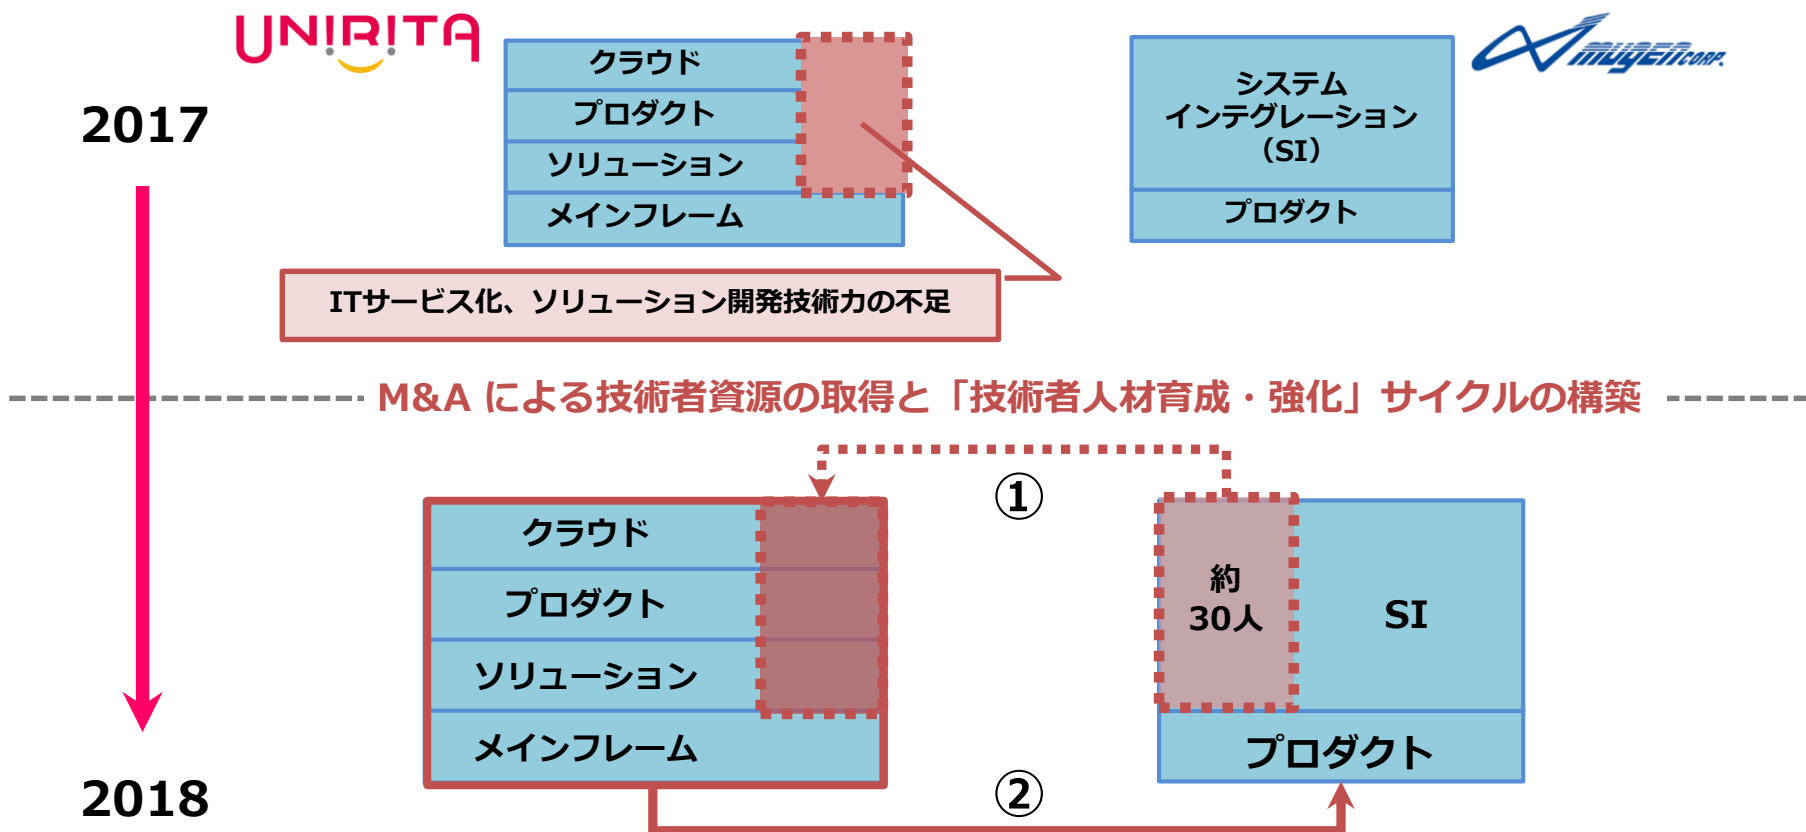 UNIRITA
クラウド
プロダクト
ソリューション
メインフレーム
システム
インテグレーション
（SI）
プロダクト
MUGEN CORP.
2017
ITサービス化、ソリューション開発技術力の不足
M&A による技術者資源の取得と「技術者人材育成・強化」サイクルの構築
①
クラウド
プロダクト
ソリューション
メインフレーム
約
30人
SI
プロダクト
②
2018